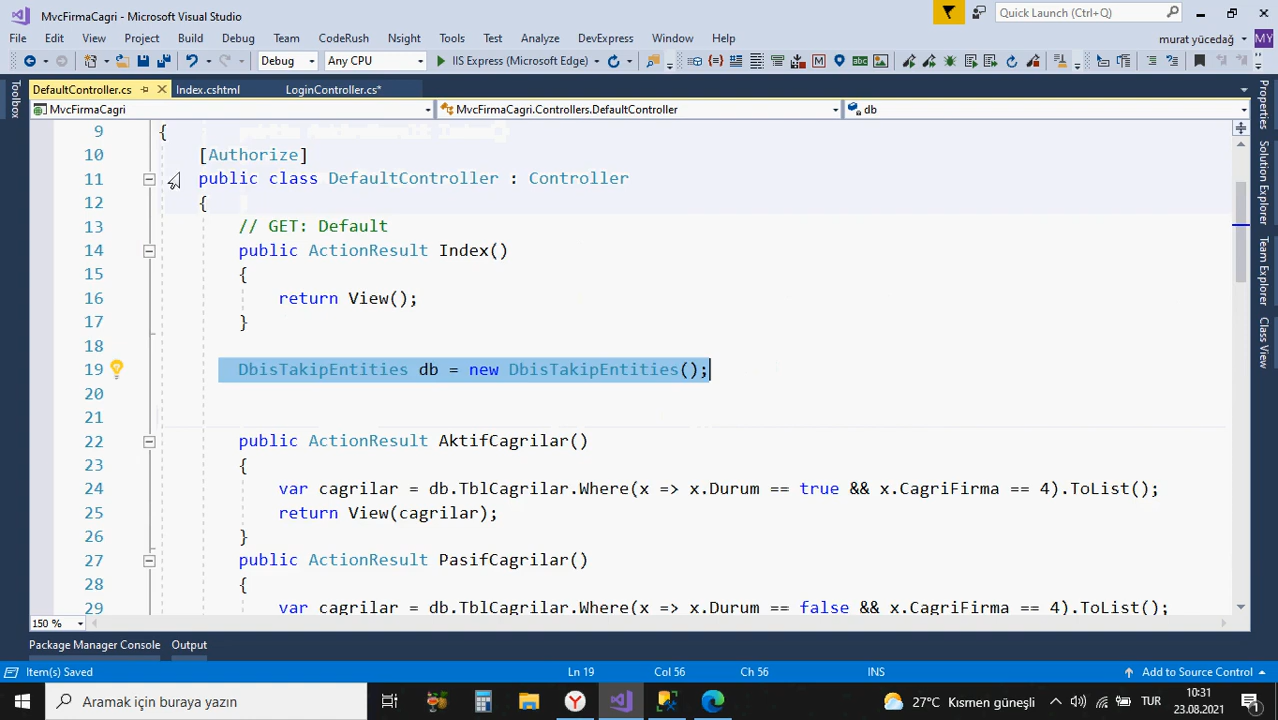 MvcFirmaCagri - Microsoft Visual Studio
Quick Launch (Ctrl+Q)
File Edit View Project Build Debug Team CodeRush Nsight Tools Test Analyze DevExpress Window Help
murat yücedağ MY
Debug Any CPU IIS Express (Microsoft Edge)
DefaultController.cs Index.cshtml LoginController.cs*
MvcFirmaCagri MvcFirmaCagri.Controllers.DefaultController db
Toolbox
Properties
Solution Explorer
Team Explorer
Class View
9 {
10 [Authorize]
11 public class DefaultController : Controller
12 {
13 // GET: Default
14 public ActionResult Index()
15 {
16 return View();
17 }
18
19 DbisTakipEntities db = new DbisTakipEntities();
20
21
22 public ActionResult AktifCagrilar()
23 {
24 var cagrilar = db.TblCagrilar.Where(x => x.Durum == true && x.CagriFirma == 4).ToList();
25 return View(cagrilar);
26 }
27 public ActionResult PasifCagrilar()
28 {
29 var cagrilar = db.TblCagrilar.Where(x => x.Durum == false && x.CagriFirma == 4).ToList();
150 %
Package Manager Console Output
Item(s) Saved Ln 19 Col 56 Ch 56 INS Add to Source Control
Aramak için buraya yazın
27°C Kısmen güneşli TUR 10:31
23.08.2021
1